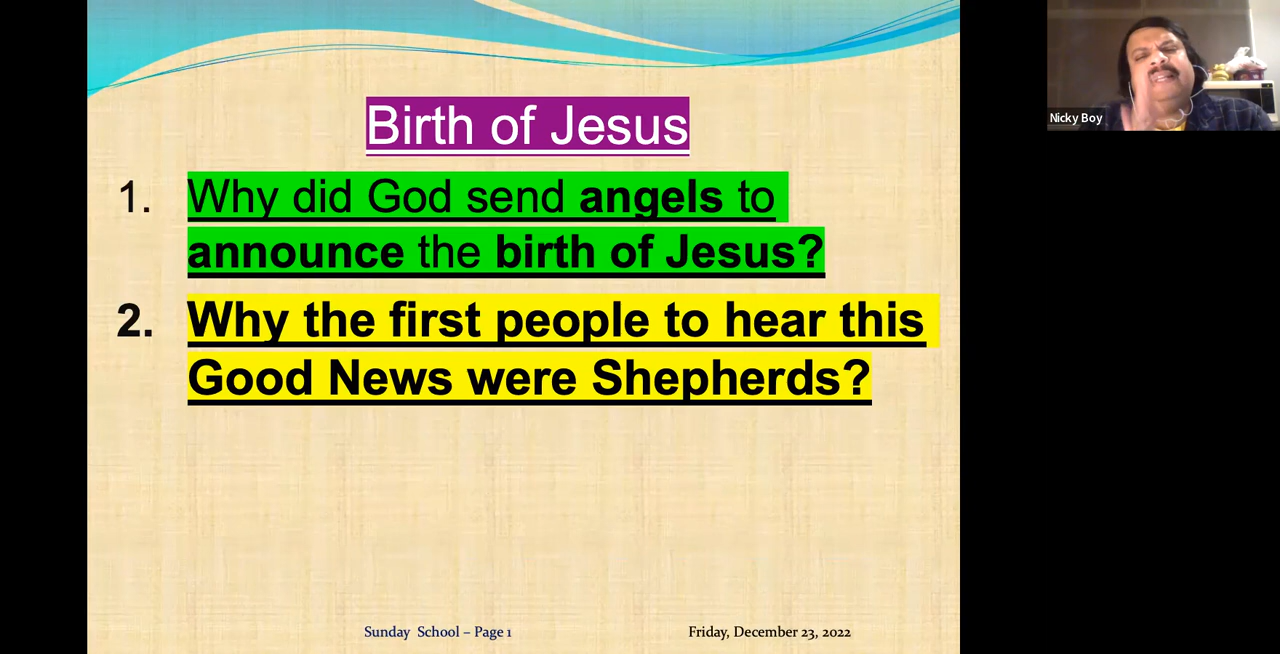 Birth of Jesus
1. Why did God send angels to
announce the birth of Jesus?
2. Why the first people to hear this
Good News were Shepherds?
Sunday School – Page 1
Friday, December 23, 2022
Nicky Boy